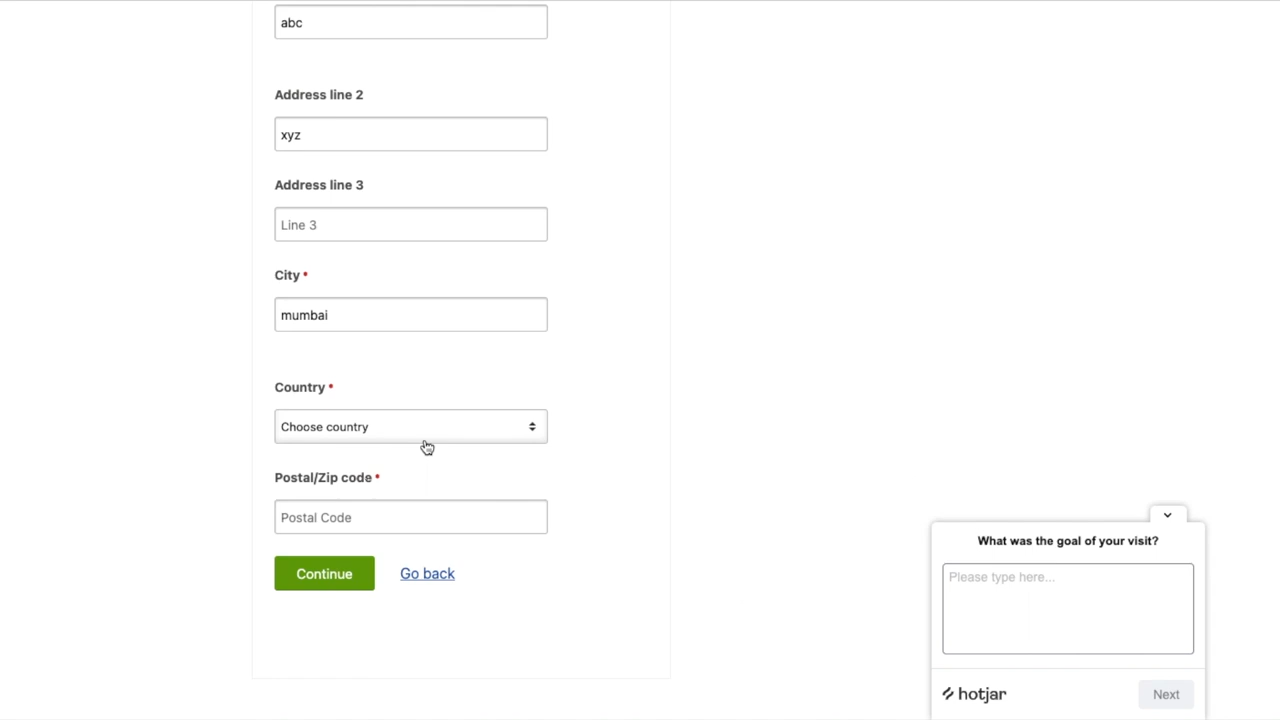 abc
Address line 2
xyz
Address line 3
Line 3
City •
mumbai
Country •
Choose country
Postal/Zip code •
Postal Code
Continue
Go back
What was the goal of your visit?
Please type here...
hotjar
Next